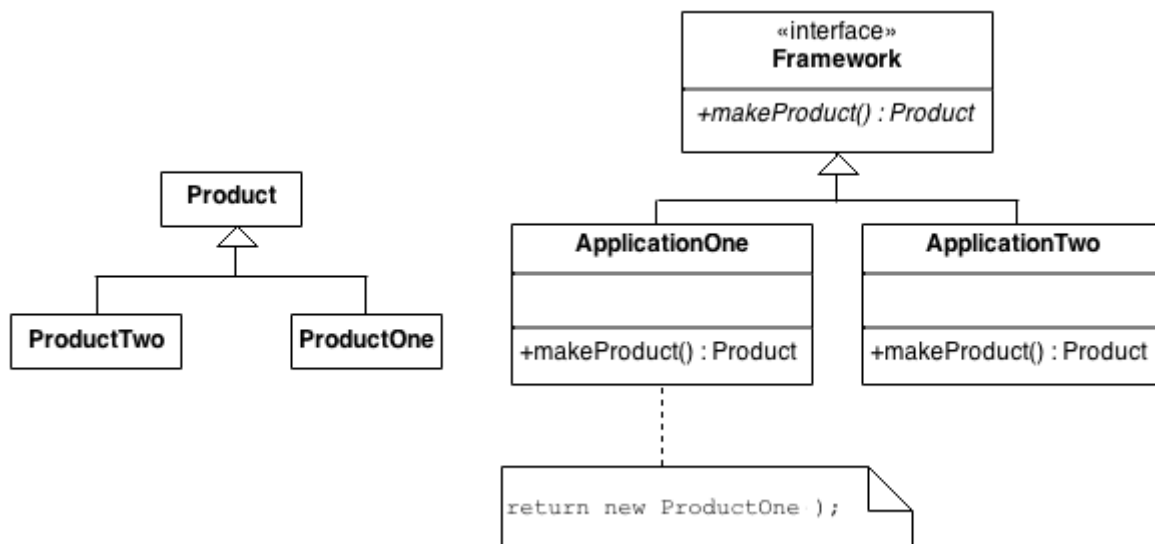 «interface»
Framework
+makeProduct() : Product
Product
ProductTwo
ProductOne
ApplicationOne
+makeProduct() : Product
ApplicationTwo
+makeProduct() : Product
return new ProductOne );